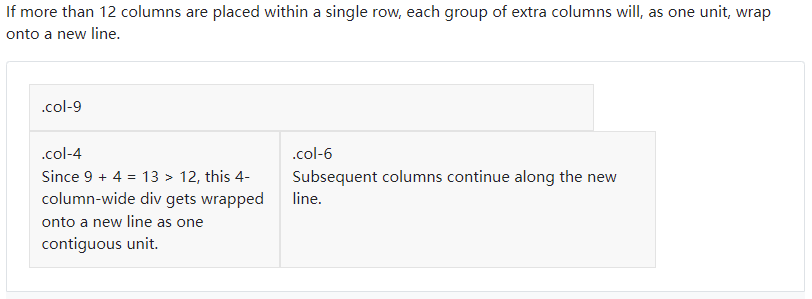 If more than 12 columns are placed within a single row, each group of extra columns will, as one unit, wrap
onto a new line.
.col-9
.col-4
Since 9 + 4 = 13 > 12, this 4-
column-wide div gets wrapped
onto a new line as one
contiguous unit.
.col-6
Subsequent columns continue along the new
line.